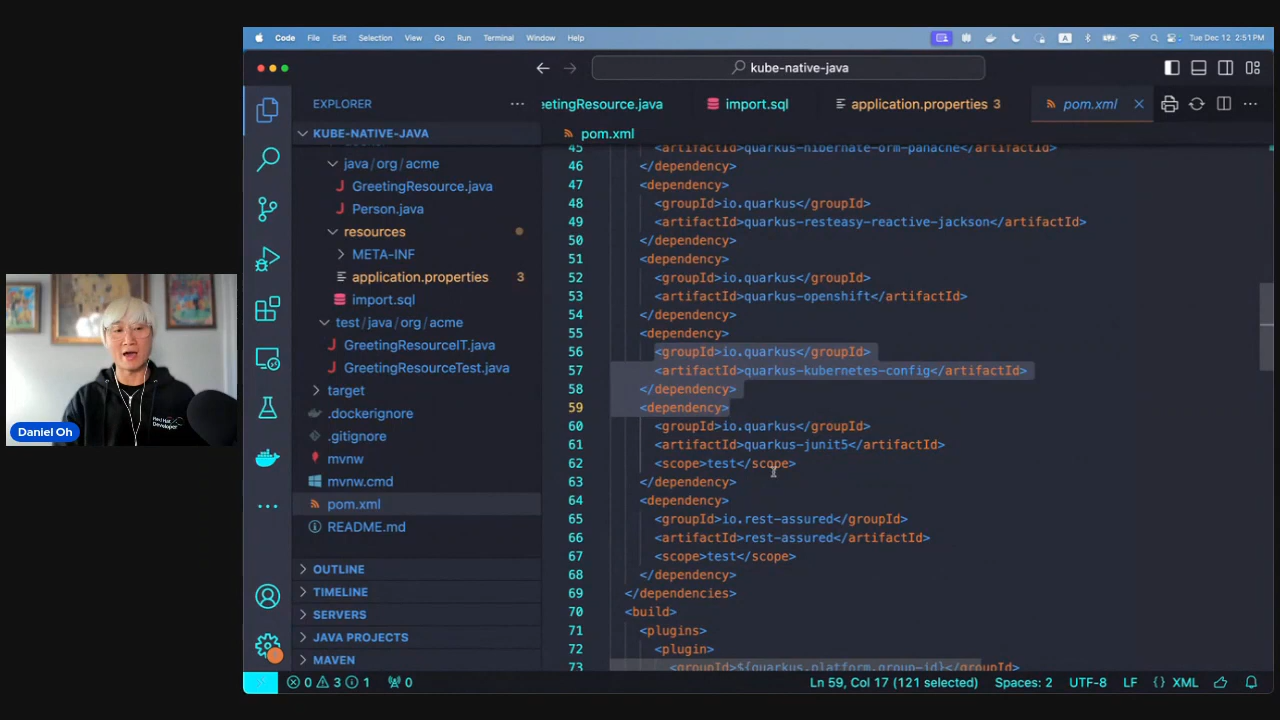 Code File Edit Selection View Go Run Terminal Window Help
A
Tue Dec 12 2:51 PM
kube-native-java
EXPLORER
KUBE-NATIVE-JAVA
java/org/acme
GreetingResource.java
Person.java
resources
META-INF
application.properties 3
import.sql
test/java/org/acme
GreetingResourceIT.java
GreetingResourceTest.java
target
.dockerignore
.gitignore
mvnw
mvnw.cmd
pom.xml
README.md
OUTLINE
TIMELINE
SERVERS
JAVA PROJECTS
MAVEN
eetingResource.java import.sql application.properties 3 pom.xml
pom.xml
45 <artifactId>quarkus-hibernate-orm-panache</artifactId>
46 </dependency>
47 <dependency>
48 <groupId>io.quarkus</groupId>
49 <artifactId>quarkus-resteasy-reactive-jackson</artifactId>
50 </dependency>
51 <dependency>
52 <groupId>io.quarkus</groupId>
53 <artifactId>quarkus-openshift</artifactId>
54 </dependency>
55 <dependency>
56 <groupId>io.quarkus</groupId>
57 <artifactId>quarkus-kubernetes-config</artifactId>
58 </dependency>
59 <dependency>
60 <groupId>io.quarkus</groupId>
61 <artifactId>quarkus-junit5</artifactId>
62 <scope>test</scope>
63 </dependency>
64 <dependency>
65 <groupId>io.rest-assured</groupId>
66 <artifactId>rest-assured</artifactId>
67 <scope>test</scope>
68 </dependency>
69 </dependencies>
70 <build>
71 <plugins>
72 <plugin>
73 <groupId>${quarkus.platform.group-id}</groupId>
0 3 1 0
Ln 59, Col 17 (121 selected) Spaces: 2 UTF-8 LF {} XML
Red Hat
Developer
Daniel Oh